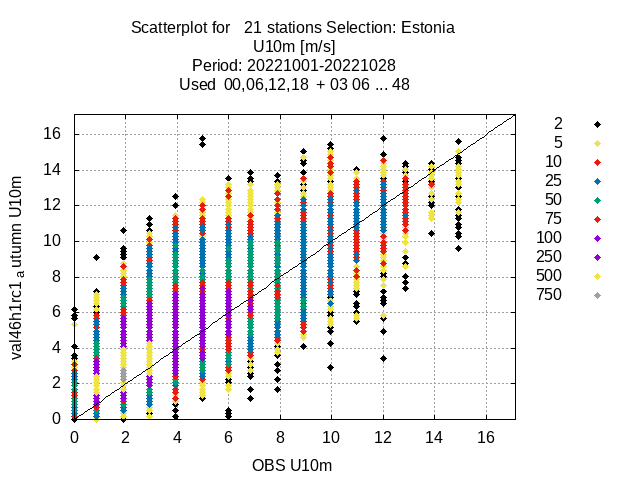 Scatterplot for 21 stations Selection: Estonia
U10m [m/s]
Period: 20221001-20221028
Used 00,06,12,18 + 03 06 ... 48
16
14
12
10
8
6
4
2
0
val46h1rc1 autumn U10m
0 2 4 6 8 10 12 14 16
OBS U10m
2
5
10
25
50
75
100
250
500
750